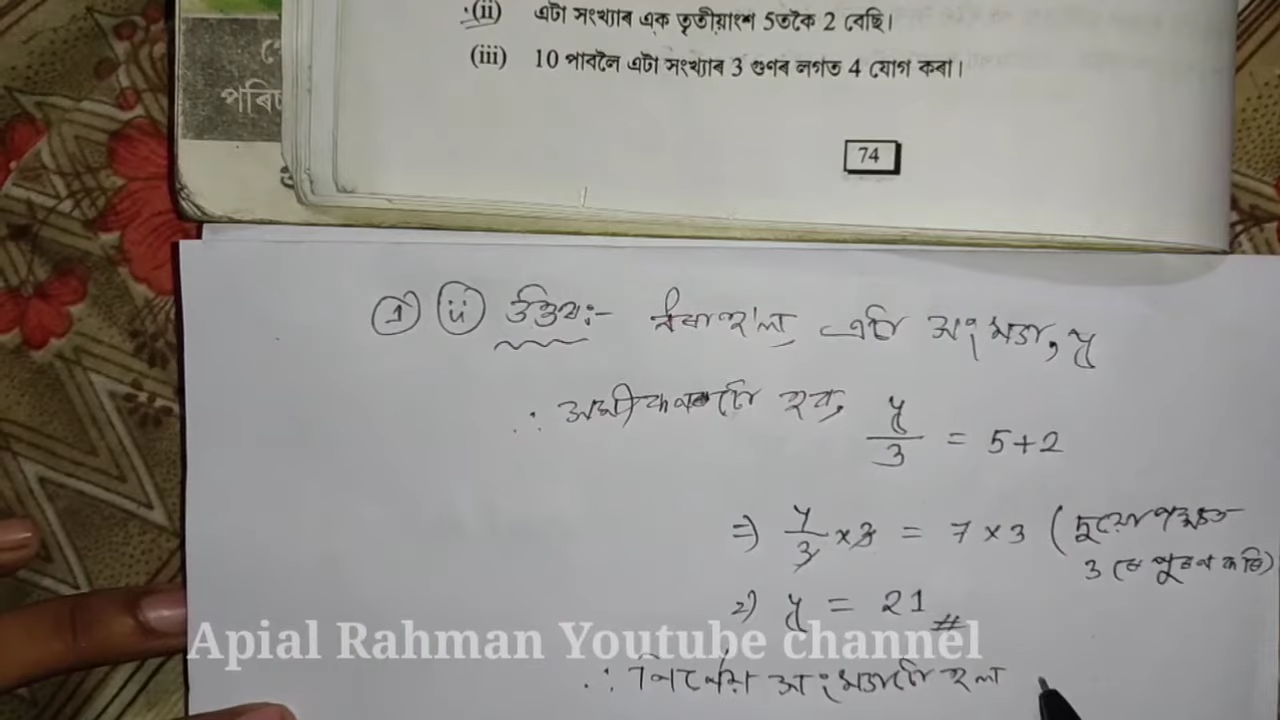 (ii) এটা সংখ্যাৰ এক তৃতীয়াংশ 5তকৈ 2 বেছি।
(iii) 10 পাবলৈ এটা সংখ্যাৰ 3 গুণৰ লগত 4 যোগ কৰা।
পৰি
74
1 ii উত্তৰ:- ধৰা হ'ল, এটা সংখ্যা, y
∴ সমীকৰণটো হব,
y/3 = 5+2
⇒ y/3 × 3 = 7 × 3 (দুয়োপক্ষত
3 ৰে পূৰণ কৰি)
⇒ y = 21 #
Apial Rahman Youtube channel
∴ নিৰ্ণেয় সংখ্যাটো হল